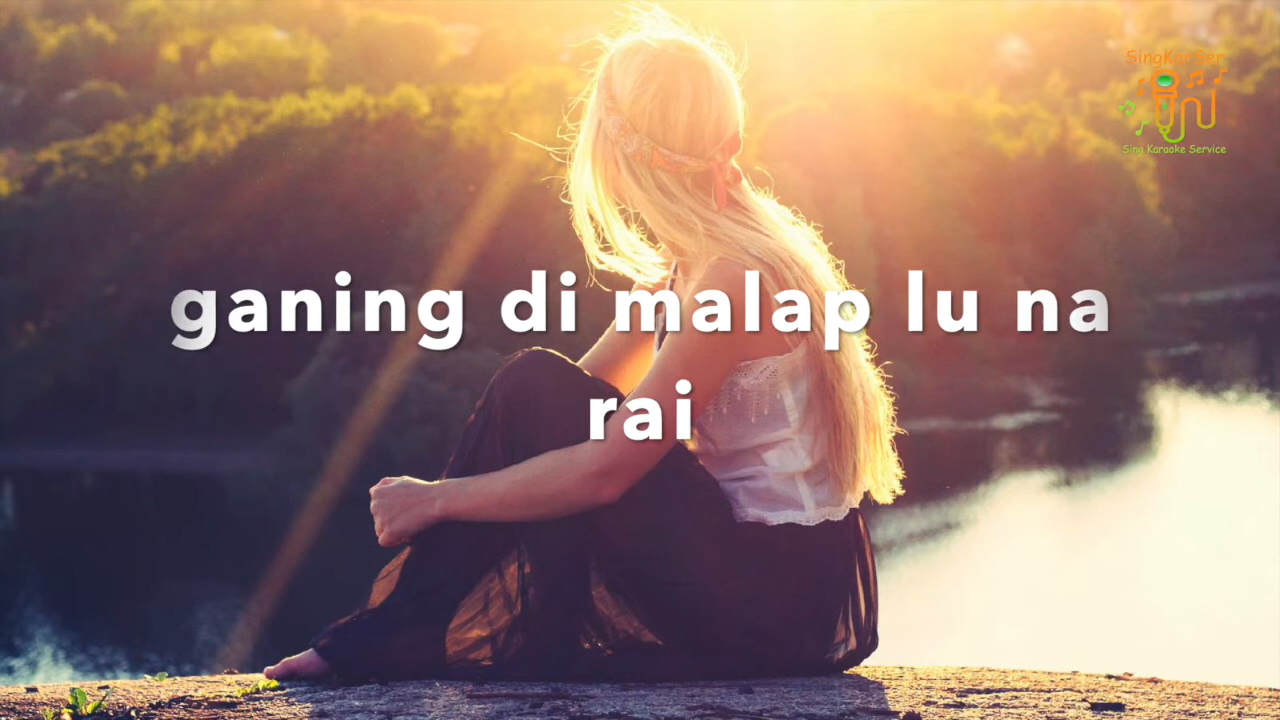 SingKarSer
Sing Karaoke Service
ganing di malap lu na
rai